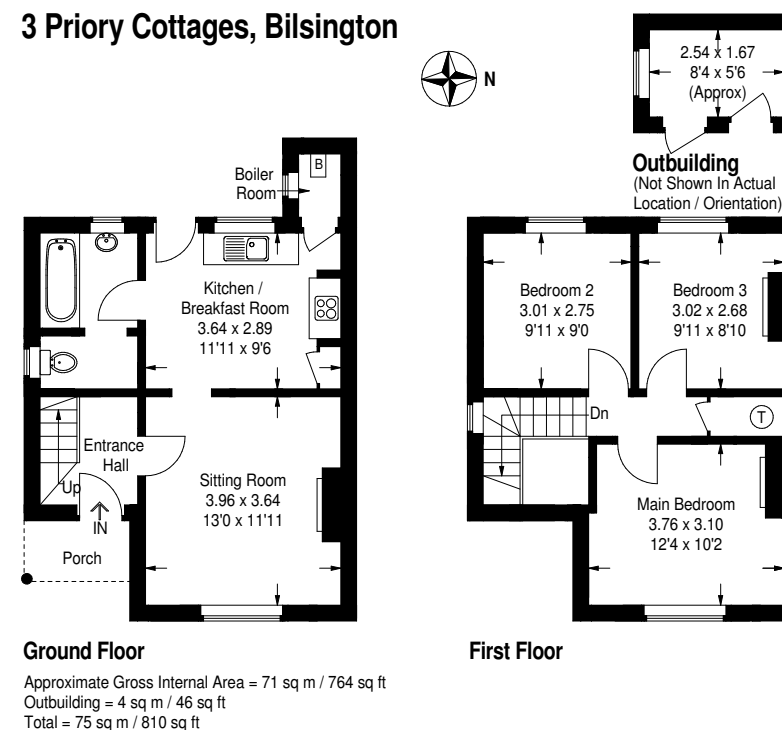 3 Priory Cottages, Bilsington
N
2.54 x 1.67
8'4 x 5'6
(Approx)
Outbuilding
(Not Shown In Actual
Location / Orientation)
B
Boiler
Room
Kitchen /
Breakfast Room
3.64 x 2.89
11'11 x 9'6
Entrance
Hall
Up
IN
Porch
Sitting Room
3.96 x 3.64
13'0 x 11'11
Bedroom 2
3.01 x 2.75
9'11 x 9'0
Bedroom 3
3.02 x 2.68
9'11 x 8'10
Dn
T
Main Bedroom
3.76 x 3.10
12'4 x 10'2
Ground Floor
First Floor
Approximate Gross Internal Area = 71 sq m / 764 sq ft
Outbuilding = 4 sq m / 46 sq ft
Total = 75 sq m / 810 sq ft